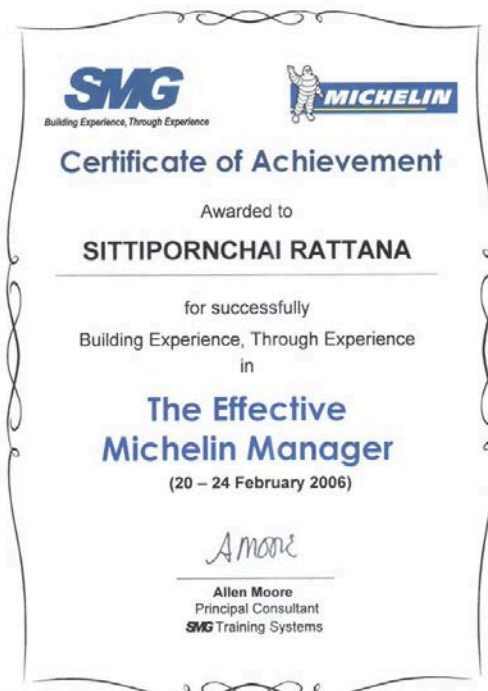 SMG
Building Experience, Through Experience
MICHELIN
Certificate of Achievement
Awarded to
SITTIPORNCHAI RATTANA
for successfully
Building Experience, Through Experience
in
The Effective
Michelin Manager
(20 – 24 February 2006)
A Moore
Allen Moore
Principal Consultant
SMG Training Systems